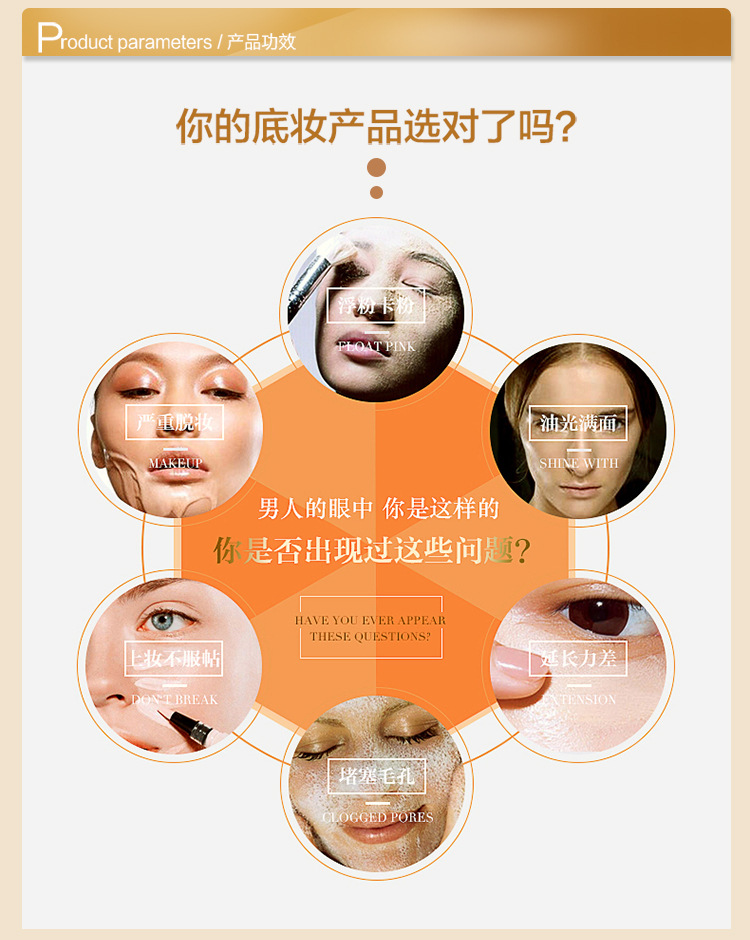 Product parameters / 产品功效
你的底妆产品选对了吗?
浮粉卡粉
FLOAT PINK
严重脱妆
MAKEUP
油光满面
SHINE WITH
男人的眼中 你是这样的
你是否出现过这些问题?
HAVE YOU EVER APPEAR
THESE QUESTIONS?
上妆不服帖
DON'T BREAK
延长力差
EXTENSION
堵塞毛孔
CLOGGED PORES